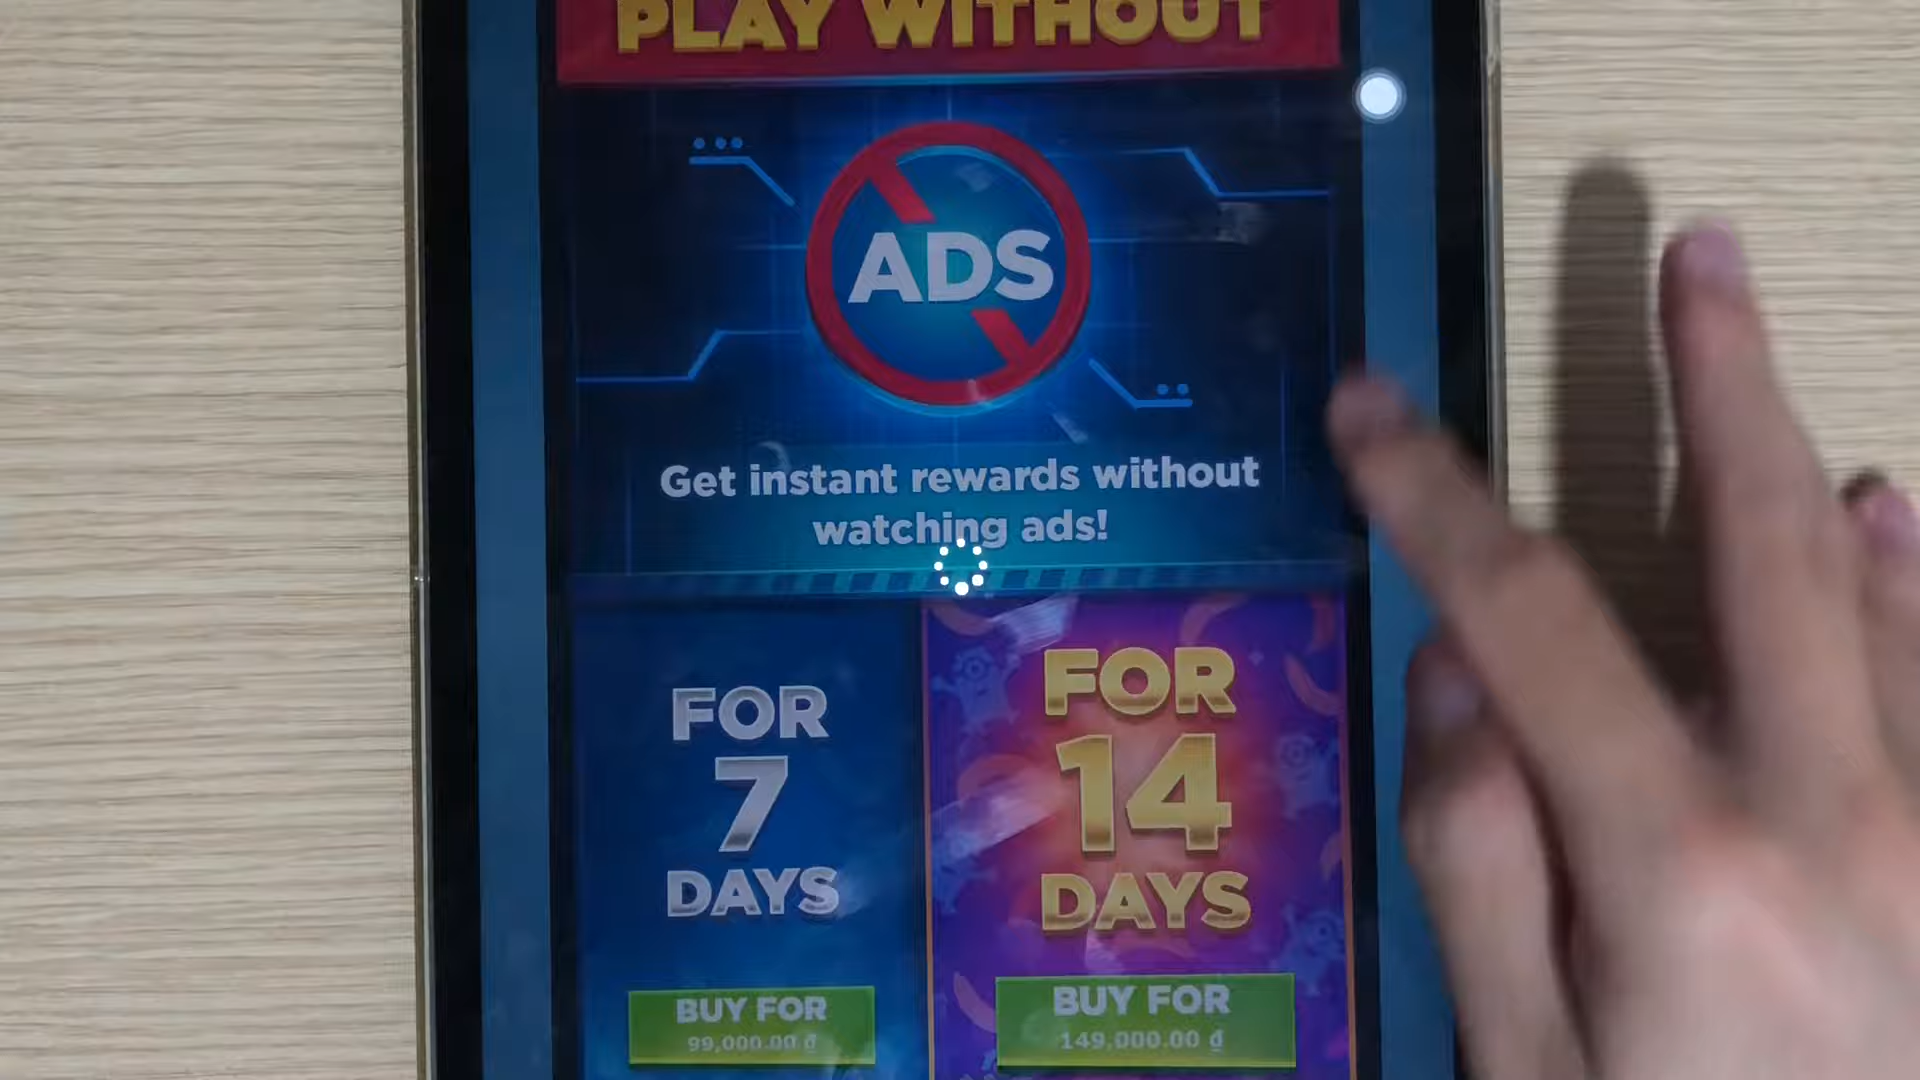 PLAY WITHOUT
ADS
Get instant rewards without
watching ads!
FOR
7
DAYS
BUY FOR
99,000.00 ₫
FOR
14
DAYS
BUY FOR
149,000.00 ₫